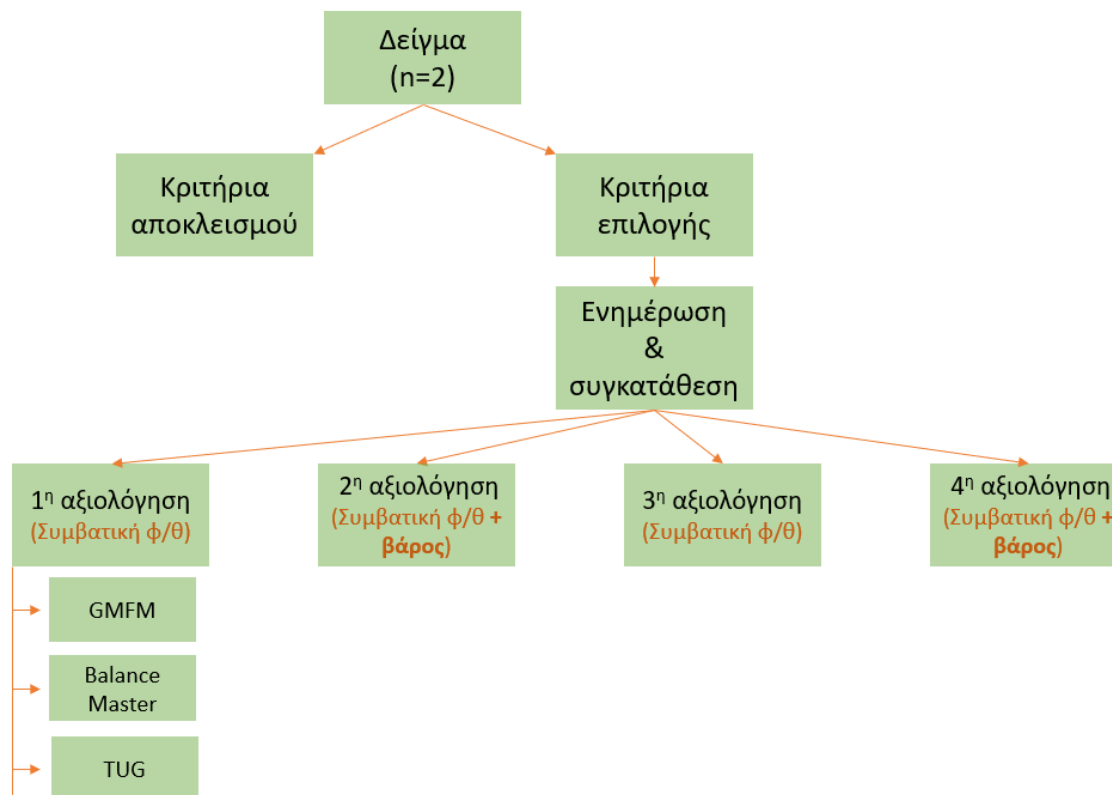 Δείγμα
(n=2)
Κριτήρια
αποκλεισμού
Κριτήρια
επιλογής
Ενημέρωση
&
συγκατάθεση
1η αξιολόγηση
(Συμβατική φ/θ)
2η αξιολόγηση
(Συμβατική φ/θ +
βάρος)
3η αξιολόγηση
(Συμβατική φ/θ)
4η αξιολόγηση
(Συμβατική φ/θ +
βάρος)
GMFM
Balance
Master
TUG